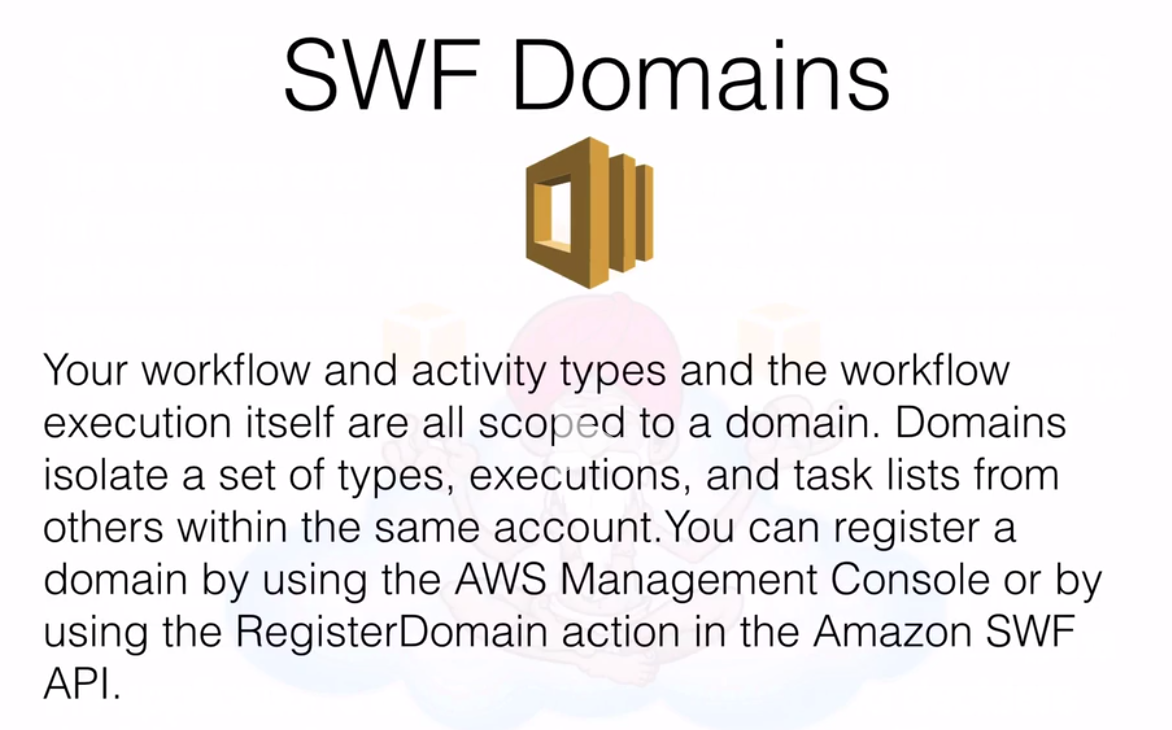 SWF Domains
Your workflow and activity types and the workflow
execution itself are all scoped to a domain. Domains
isolate a set of types, executions, and task lists from
others within the same account.You can register a
domain by using the AWS Management Console or by
using the RegisterDomain action in the Amazon SWF
API.